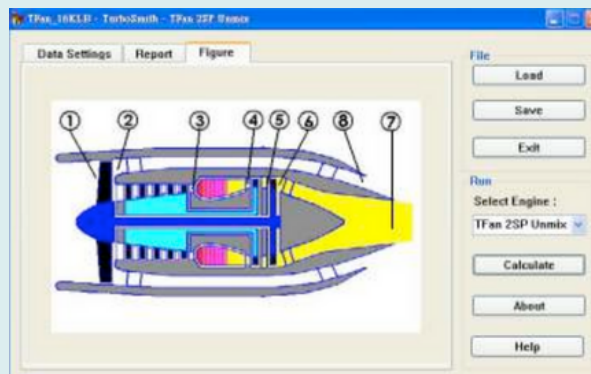 TFan_16KLB - TurboSmith - TFan 2SP Unmix
Data Settings Report Figure
① ② ③ ④ ⑤ ⑥ ⑧ ⑦
File
Load
Save
Exit
Run
Select Engine :
TFan 2SP Unmix
Calculate
About
Help